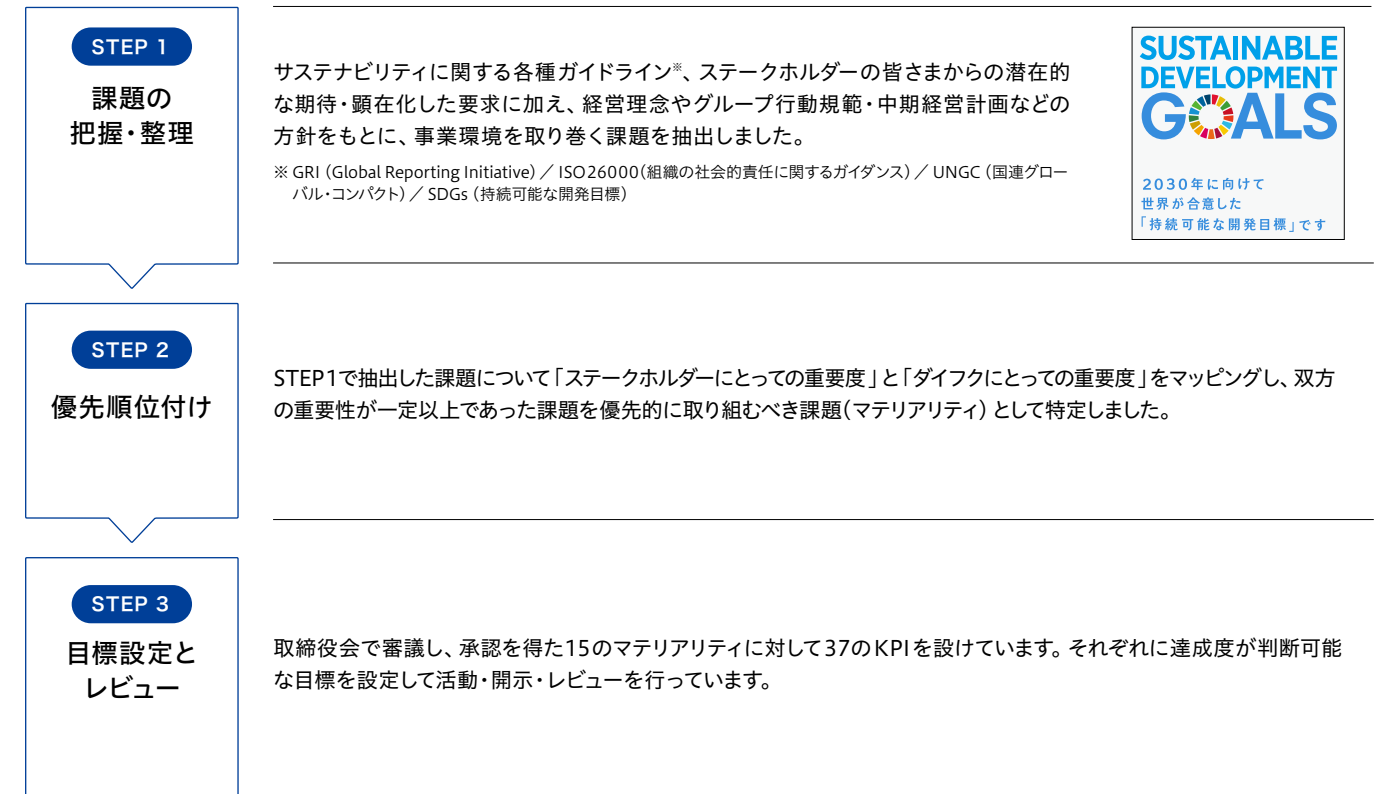 STEP 1
課題の
把握・整理
サステナビリティに関する各種ガイドライン※、ステークホルダーの皆さまからの潜在的
な期待・顕在化した要求に加え、経営理念やグループ行動規範・中期経営計画などの
方針をもとに、事業環境を取り巻く課題を抽出しました。
※ GRI（Global Reporting Initiative）／ ISO26000（組織の社会的責任に関するガイダンス）／ UNGC（国連グロー
バル・コンパクト）／ SDGs（持続可能な開発目標）
SUSTAINABLE
DEVELOPMENT
GOALS
2030年に向けて
世界が合意した
「持続可能な開発目標」です
STEP 2
優先順位付け
STEP1で抽出した課題について「ステークホルダーにとっての重要度」と「ダイフクにとっての重要度」をマッピングし、双方
の重要性が一定以上であった課題を優先的に取り組むべき課題（マテリアリティ）として特定しました。
STEP 3
目標設定と
レビュー
取締役会で審議し、承認を得た15のマテリアリティに対して37のKPIを設けています。それぞれに達成度が判断可能
な目標を設定して活動・開示・レビューを行っています。